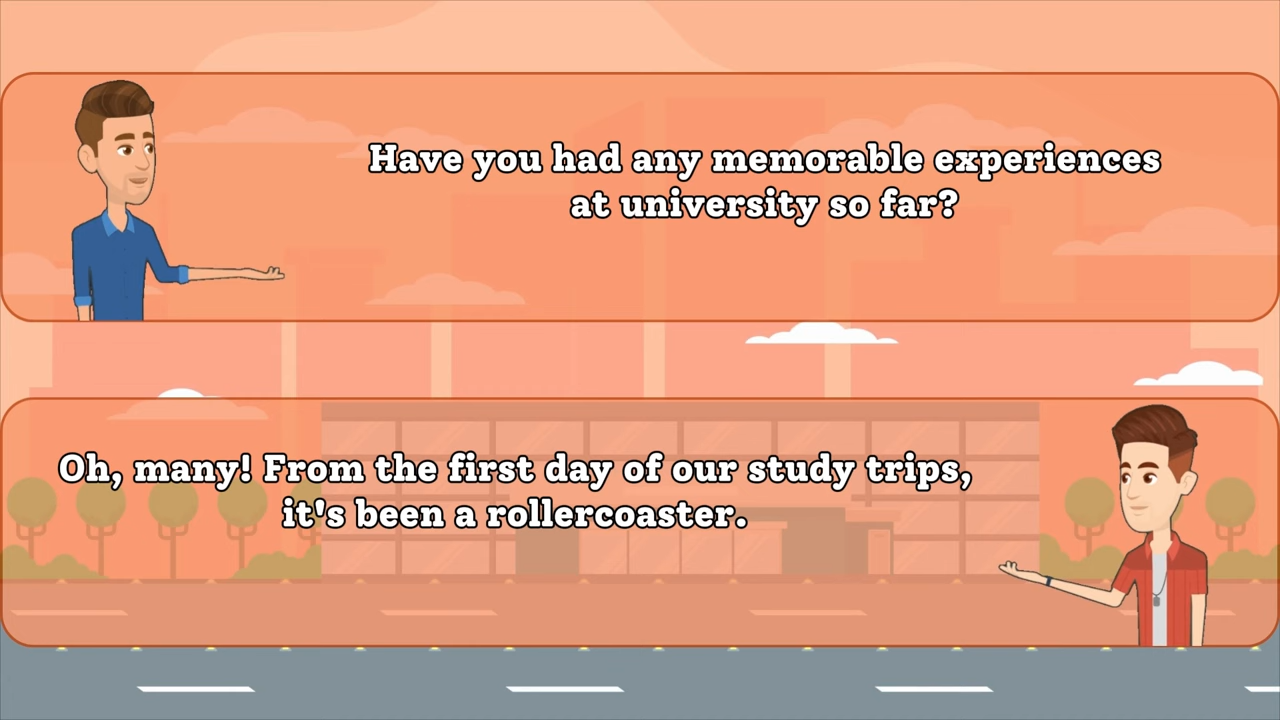 Have you had any memorable experiences
at university so far?
Oh, many! From the first day of our study trips,
it's been a rollercoaster.